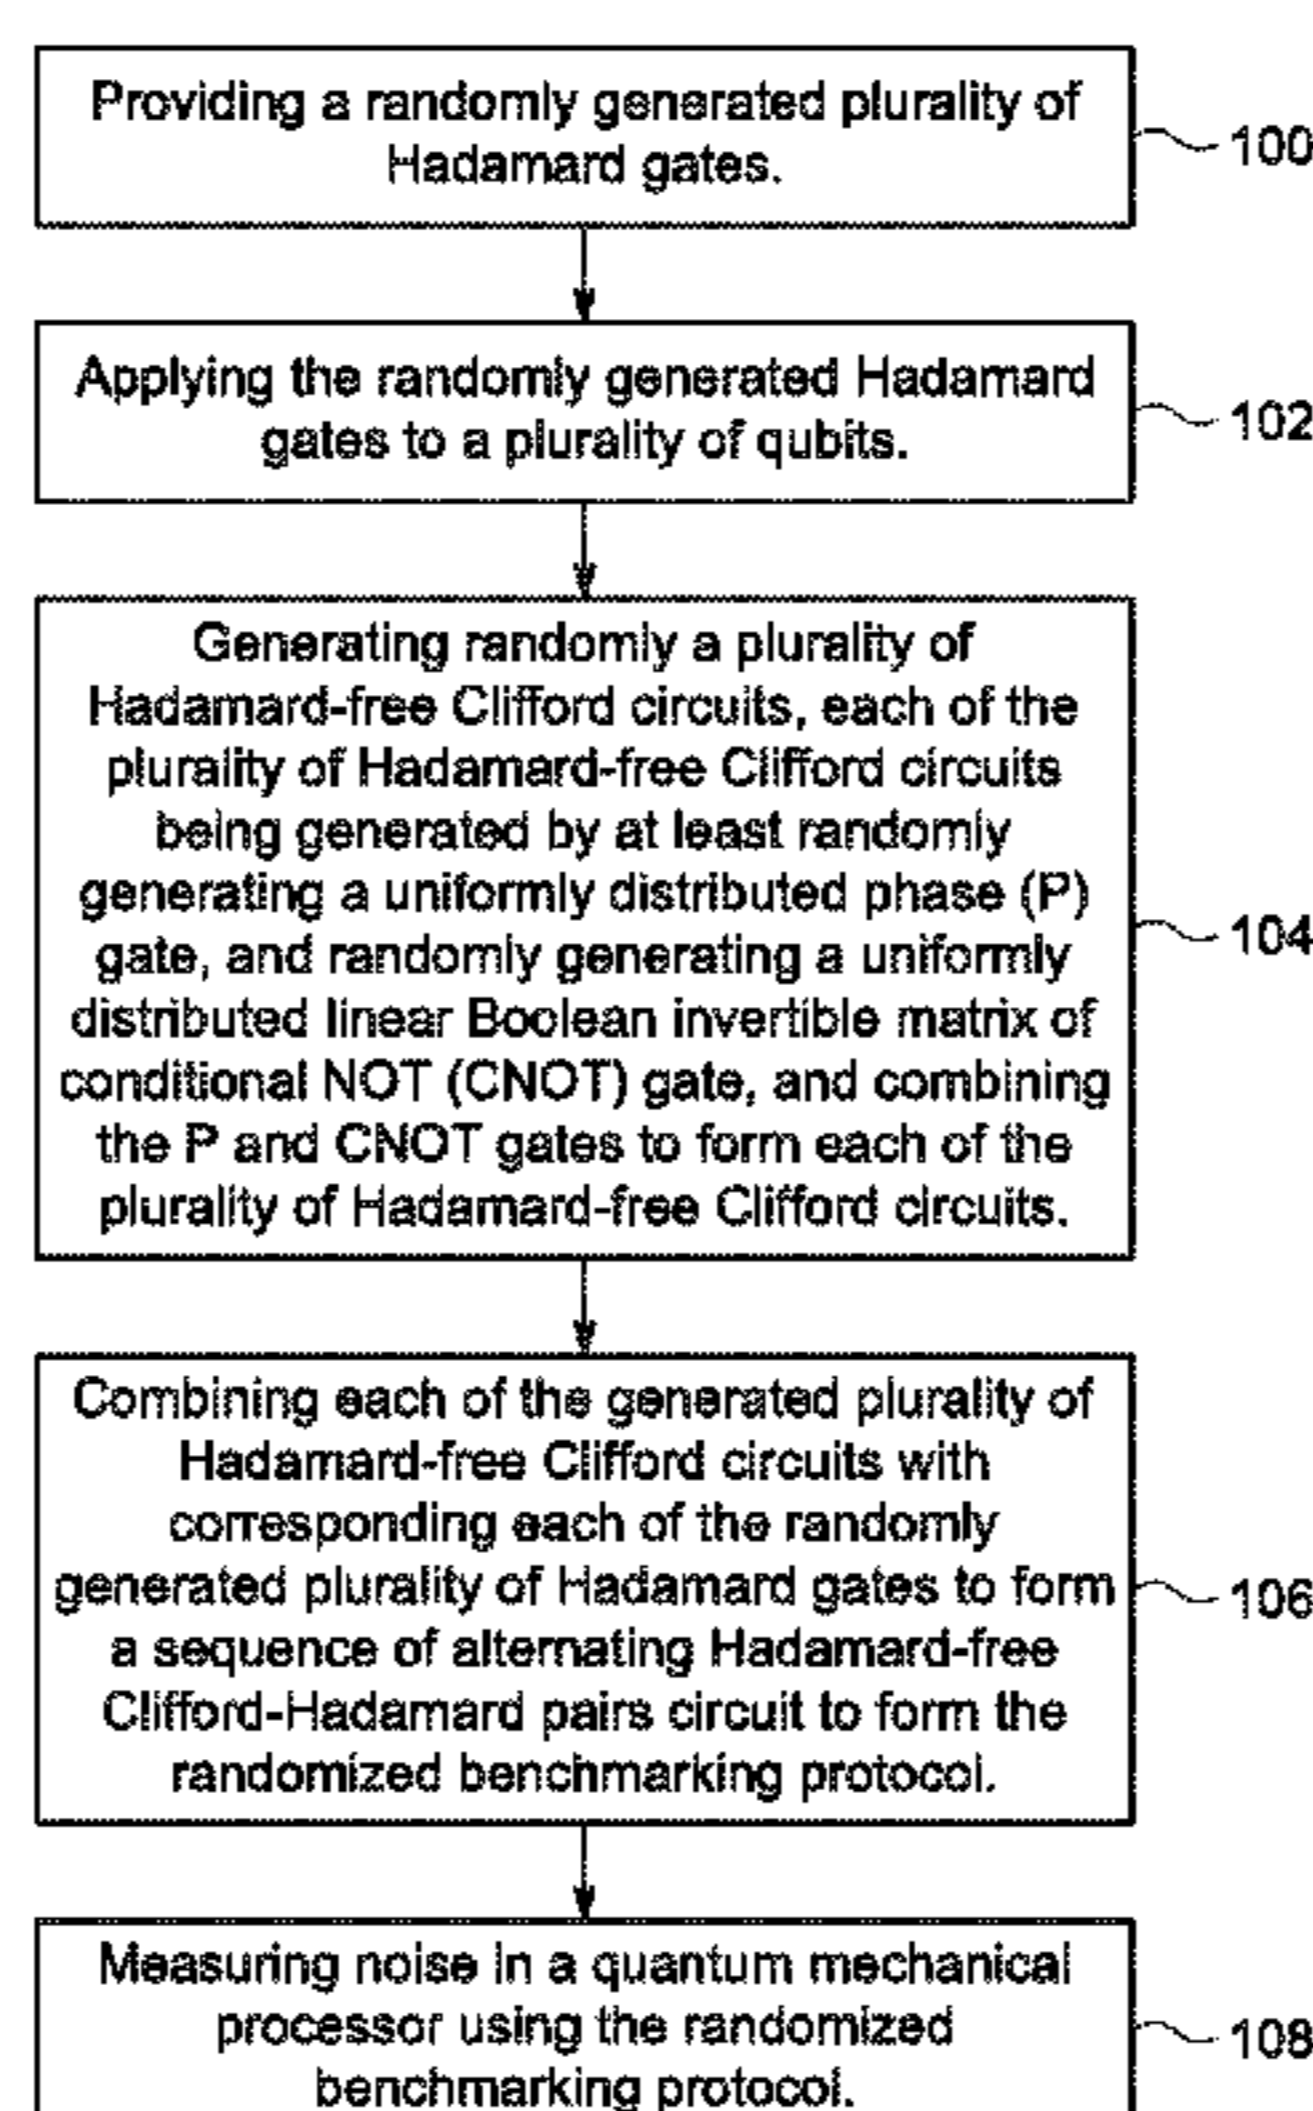 Providing a randomly generated plurality of
Hadamard gates.
100
Applying the randomly generated Hadamard
gates to a plurality of qubits.
102
Generating randomly a plurality of
Hadamard-free Clifford circuits, each of the
plurality of Hadamard-free Clifford circuits
being generated by at least randomly
generating a uniformly distributed phase (P)
gate, and randomly generating a uniformly
distributed linear Boolean invertible matrix of
conditional NOT (CNOT) gate, and combining
the P and CNOT gates to form each of the
plurality of Hadamard-free Clifford circuits.
104
Combining each of the generated plurality of
Hadamard-free Clifford circuits with
corresponding each of the randomly
generated plurality of Hadamard gates to form
a sequence of alternating Hadamard-free
Clifford-Hadamard pairs circuit to form the
randomized benchmarking protocol.
106
Measuring noise in a quantum mechanical
processor using the randomized
benchmarking protocol.
108